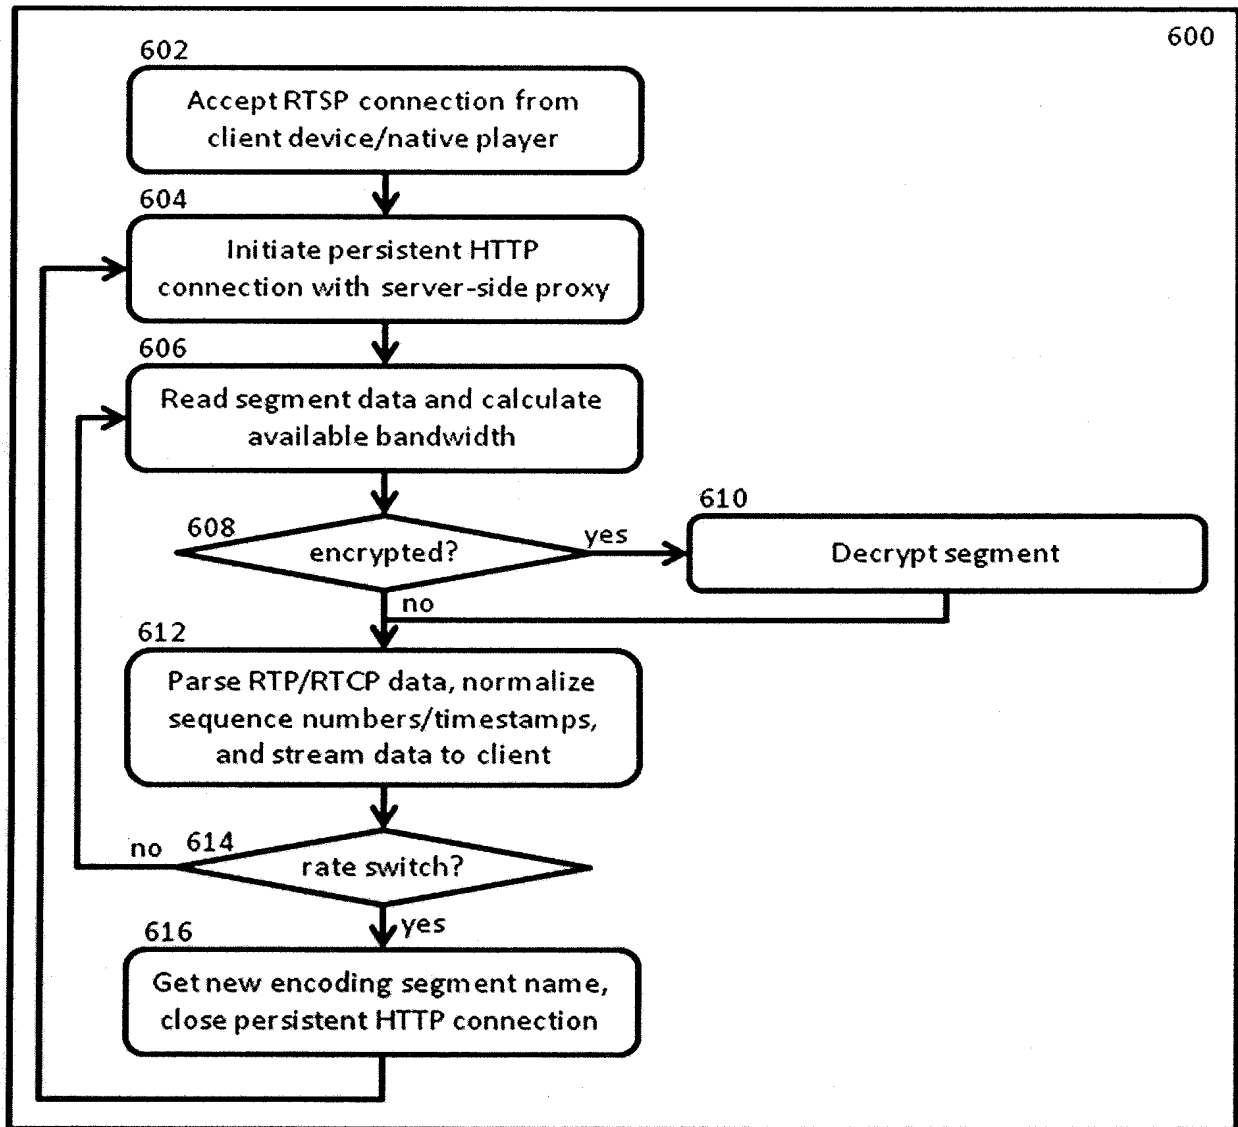 600
602
Accept RTSP connection from
client device/native player
604
Initiate persistent HTTP
connection with server-side proxy
606
Read segment data and calculate
available bandwidth
608
encrypted?
yes
610
Decrypt segment
no
612
Parse RTP/RTCP data, normalize
sequence numbers/timestamps,
and stream data to client
no
614
rate switch?
yes
616
Get new encoding segment name,
close persistent HTTP connection